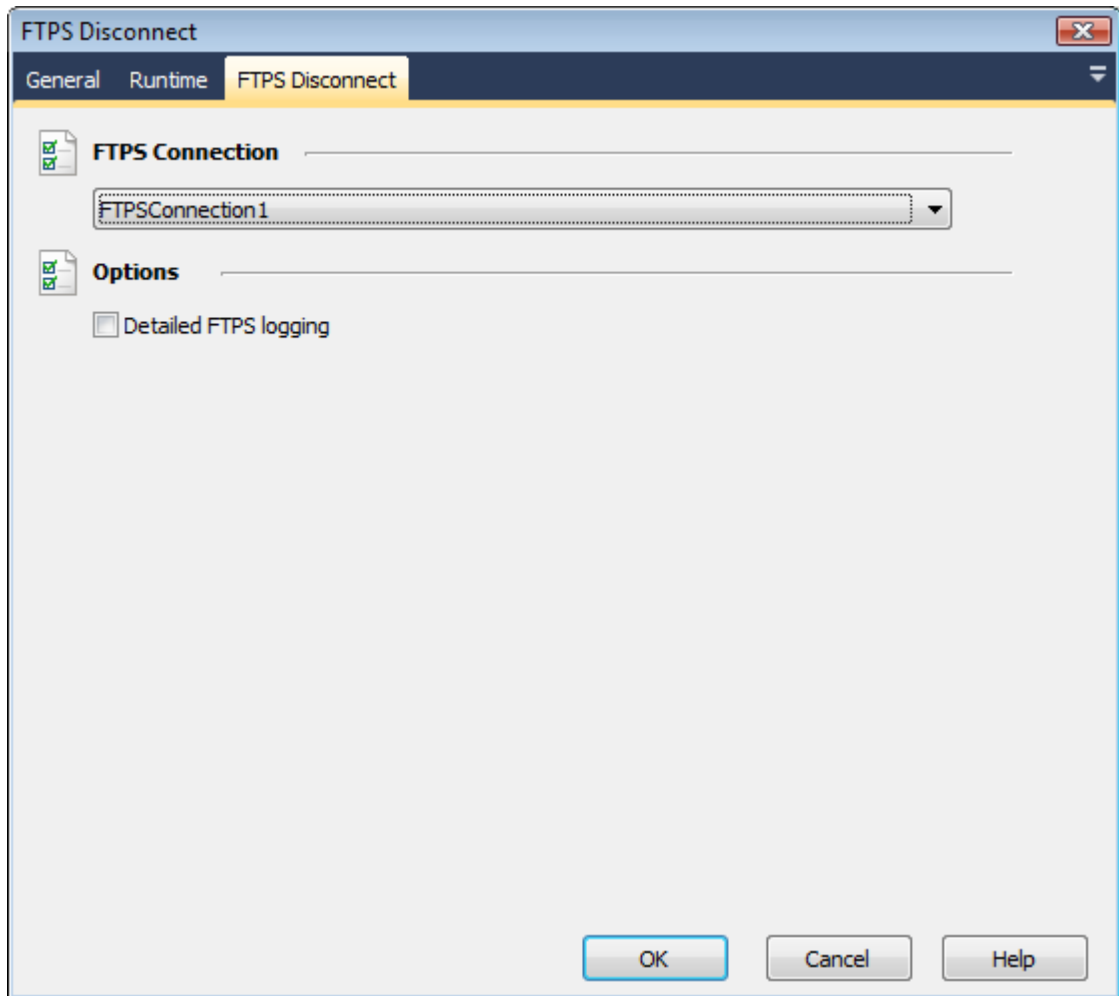 FTPS Disconnect
General Runtime FTPS Disconnect
FTPS Connection
FTPSConnection1
Options
Detailed FTPS logging
OK Cancel Help